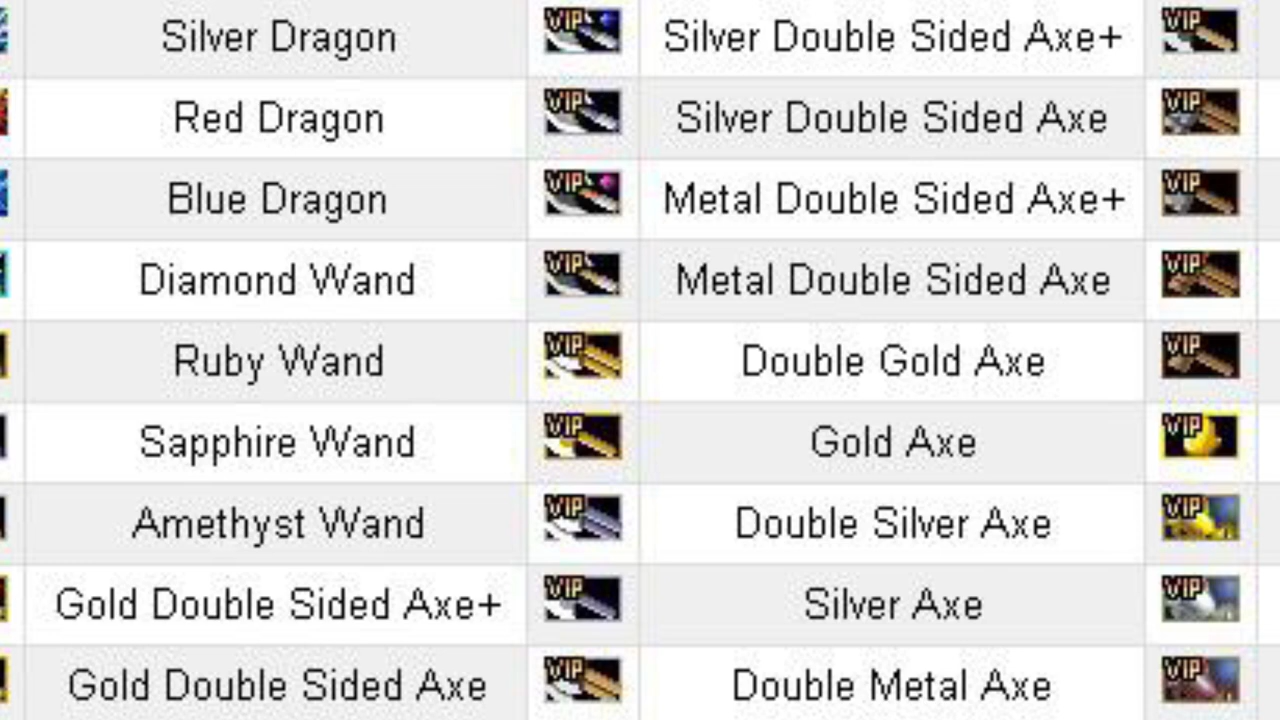 Silver Dragon VIP Silver Double Sided Axe+ VIP
Red Dragon VIP Silver Double Sided Axe VIP
Blue Dragon VIP Metal Double Sided Axe+ VIP
Diamond Wand VIP Metal Double Sided Axe VIP
Ruby Wand VIP Double Gold Axe VIP
Sapphire Wand VIP Gold Axe VIP
Amethyst Wand VIP Double Silver Axe VIP
Gold Double Sided Axe+ VIP Silver Axe VIP
Gold Double Sided Axe VIP Double Metal Axe VIP